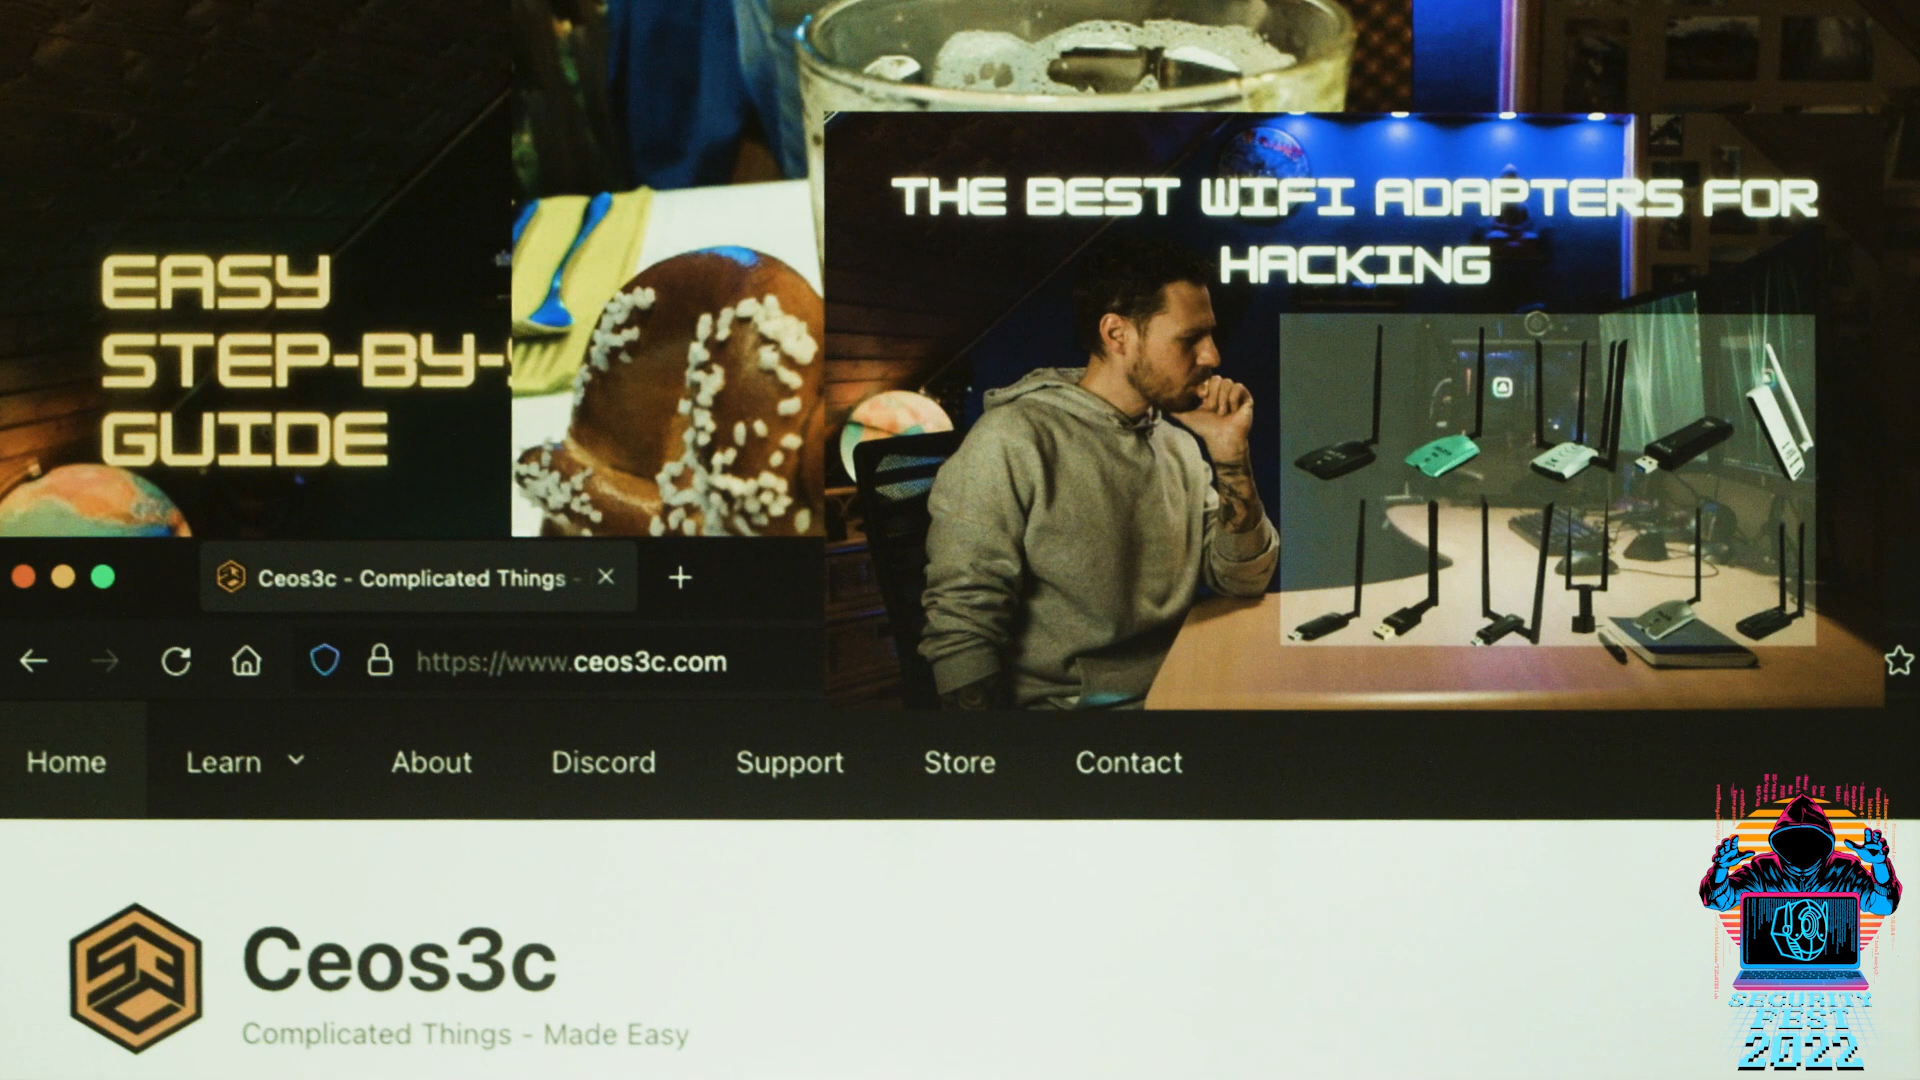 THE BEST WIFI ADAPTERS FOR
HACKING
EASY
STEP-BY-
GUIDE
Ceos3c - Complicated Things -
https://www.ceos3c.com
Home
Learn
About
Discord
Support
Store
Contact
Ceos3c
Complicated Things - Made Easy
SECURITY
FEST
2022